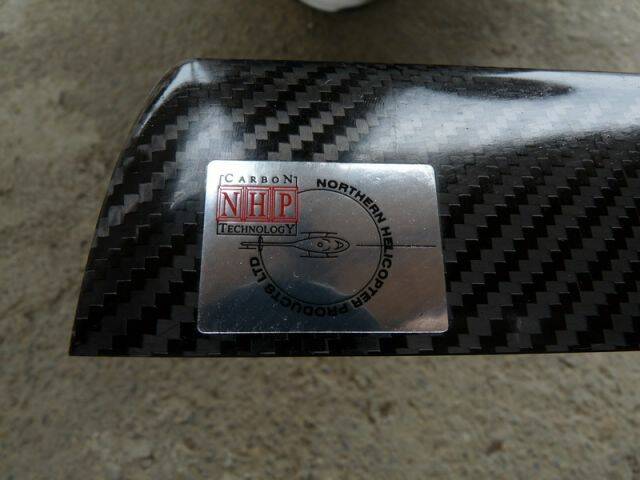 CARBON
NHP
TECHNOLOGY
NORTHERN HELICOPTER PRODUCTS LTD